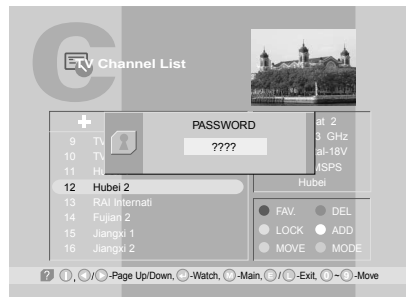 TV Channel List
PASSWORD
????
at 2
3 GHz
al-18V
MSPS
Hubei
9 TV
10 TV
11 Hu
12 Hubei 2
13 RAI Internati
14 Fujian 2
15 Jiangxi 1
16 Jiangxi 2
FAV. DEL
LOCK ADD
MOVE MODE
? /-Page Up/Down, -Watch, M-Main, E/L-Exit, 0~9-Move